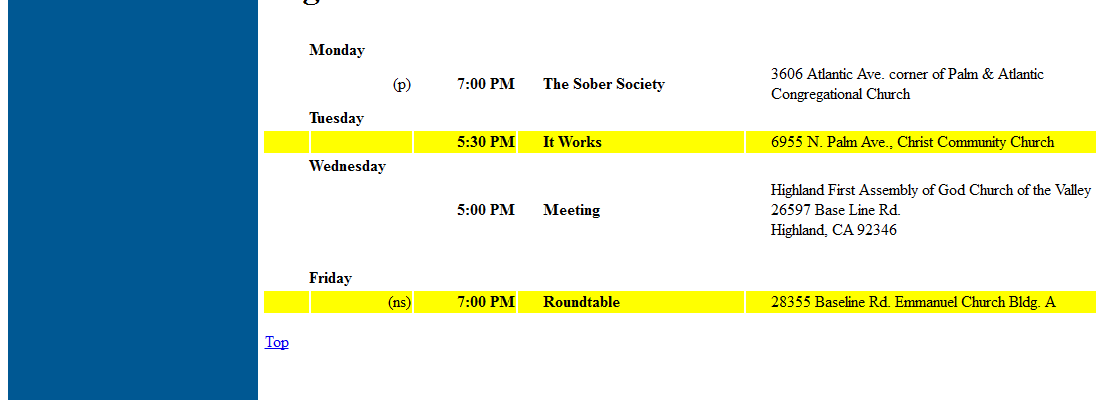 Monday
(p) 7:00 PM The Sober Society 3606 Atlantic Ave. corner of Palm & Atlantic
Congregational Church
Tuesday
5:30 PM It Works 6955 N. Palm Ave., Christ Community Church
Wednesday
Highland First Assembly of God Church of the Valley
5:00 PM Meeting 26597 Base Line Rd.
Highland, CA 92346
Friday
(ns) 7:00 PM Roundtable 28355 Baseline Rd. Emmanuel Church Bldg. A
Top